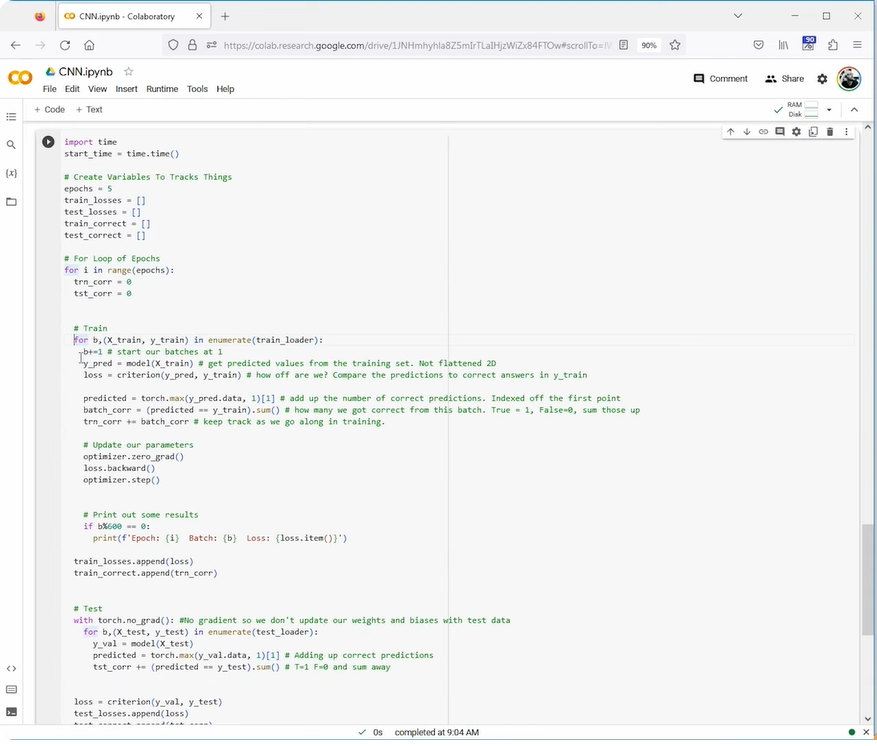 CNN.ipynb - Colaboratory
90%
90
CNN.ipynb
File Edit View Insert Runtime Tools Help
Comment Share
+ Code + Text
RAM
Disk
import time
start_time = time.time()
# Create Variables To Tracks Things
epochs = 5
train_losses = []
test_losses = []
train_correct = []
test_correct = []
# For Loop of Epochs
for i in range(epochs):
trn_corr = 0
tst_corr = 0
# Train
for b,(X_train, y_train) in enumerate(train_loader):
b+=1 # start our batches at 1
y_pred = model(X_train) # get predicted values from the training set. Not flattened 2D
loss = criterion(y_pred, y_train) # how off are we? Compare the predictions to correct answers in y_train
predicted = torch.max(y_pred.data, 1)[1] # add up the number of correct predictions. Indexed off the first point
batch_corr = (predicted == y_train).sum() # how many we got correct from this batch. True = 1, False=0, sum those up
trn_corr += batch_corr # keep track as we go along in training.
# Update our parameters
optimizer.zero_grad()
loss.backward()
optimizer.step()
# Print out some results
if b%600 == 0:
print(f'Epoch: {i} Batch: {b} Loss: {loss.item()}')
train_losses.append(loss)
train_correct.append(trn_corr)
# Test
with torch.no_grad(): #No gradient so we don't update our weights and biases with test data
for b,(X_test, y_test) in enumerate(test_loader):
y_val = model(X_test)
predicted = torch.max(y_val.data, 1)[1] # Adding up correct predictions
tst_corr += (predicted == y_test).sum() # T=1 F=0 and sum away
loss = criterion(y_val, y_test)
test_losses.append(loss)
test_correct.append(tst_corr)
0s completed at 9:04 AM